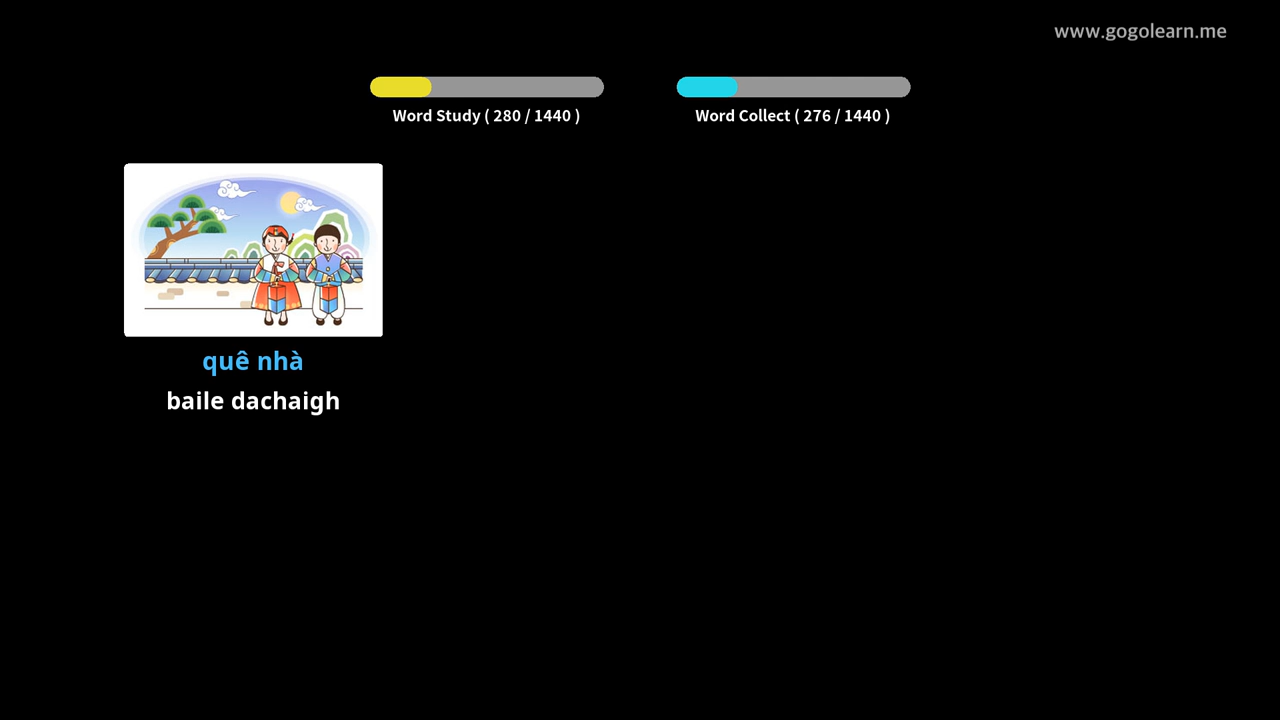 www.gogolearn.me
Word Study ( 280 / 1440 )
Word Collect ( 276 / 1440 )
quê nhà
baile dachaigh